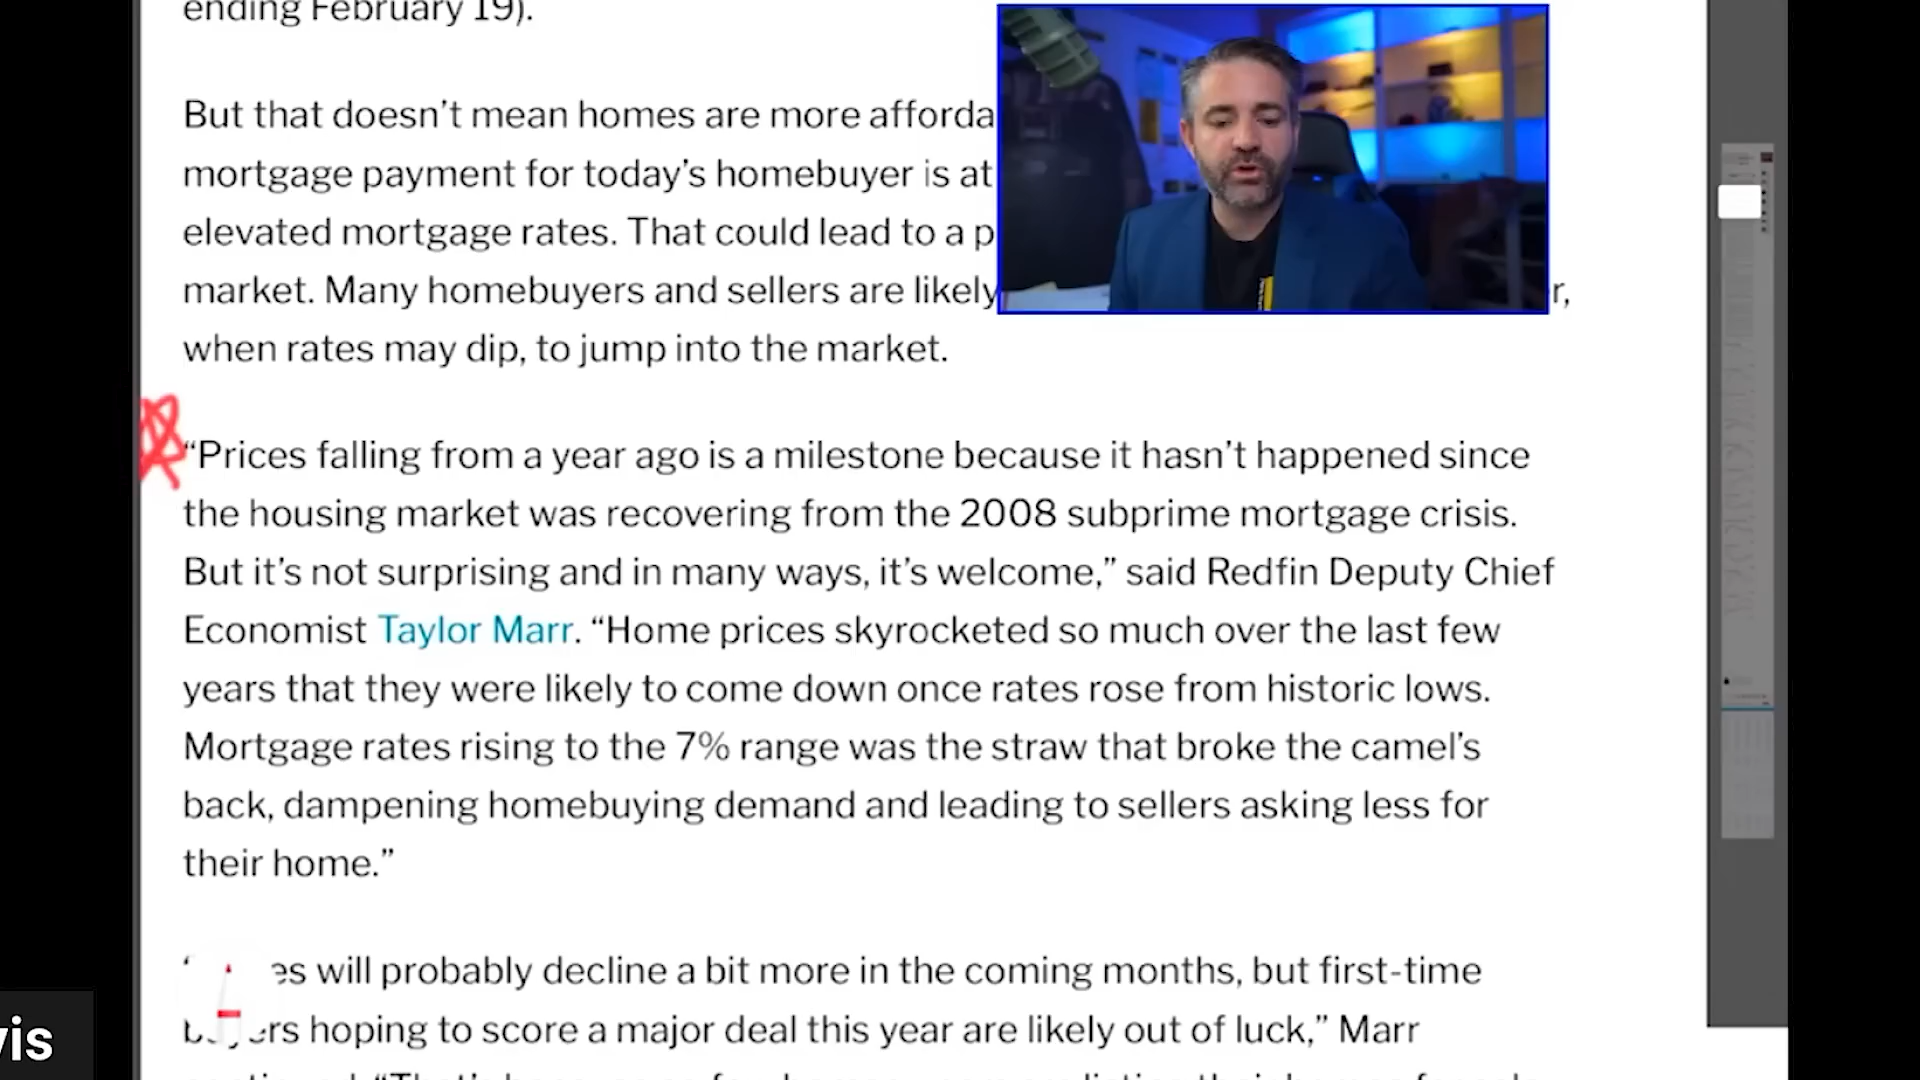 ending February 19).
But that doesn’t mean homes are more
mortgage payment for today’s homebuyer is at
elevated mortgage rates. That could lead to a
market. Many homebuyers and sellers are likely
when rates may dip, to jump into the market.
“Prices falling from a year ago is a milestone because it hasn’t happened since
the housing market was recovering from the 2008 subprime mortgage crisis.
But it’s not surprising and in many ways, it’s welcome,” said Redfin Deputy Chief
Economist Taylor Marr. “Home prices skyrocketed so much over the last few
years that they were likely to come down once rates rose from historic lows.
Mortgage rates rising to the 7% range was the straw that broke the camel’s
back, dampening homebuying demand and leading to sellers asking less for
their home.”
will probably decline a bit more in the coming months, but first-time
hoping to score a major deal this year are likely out of luck,” Marr